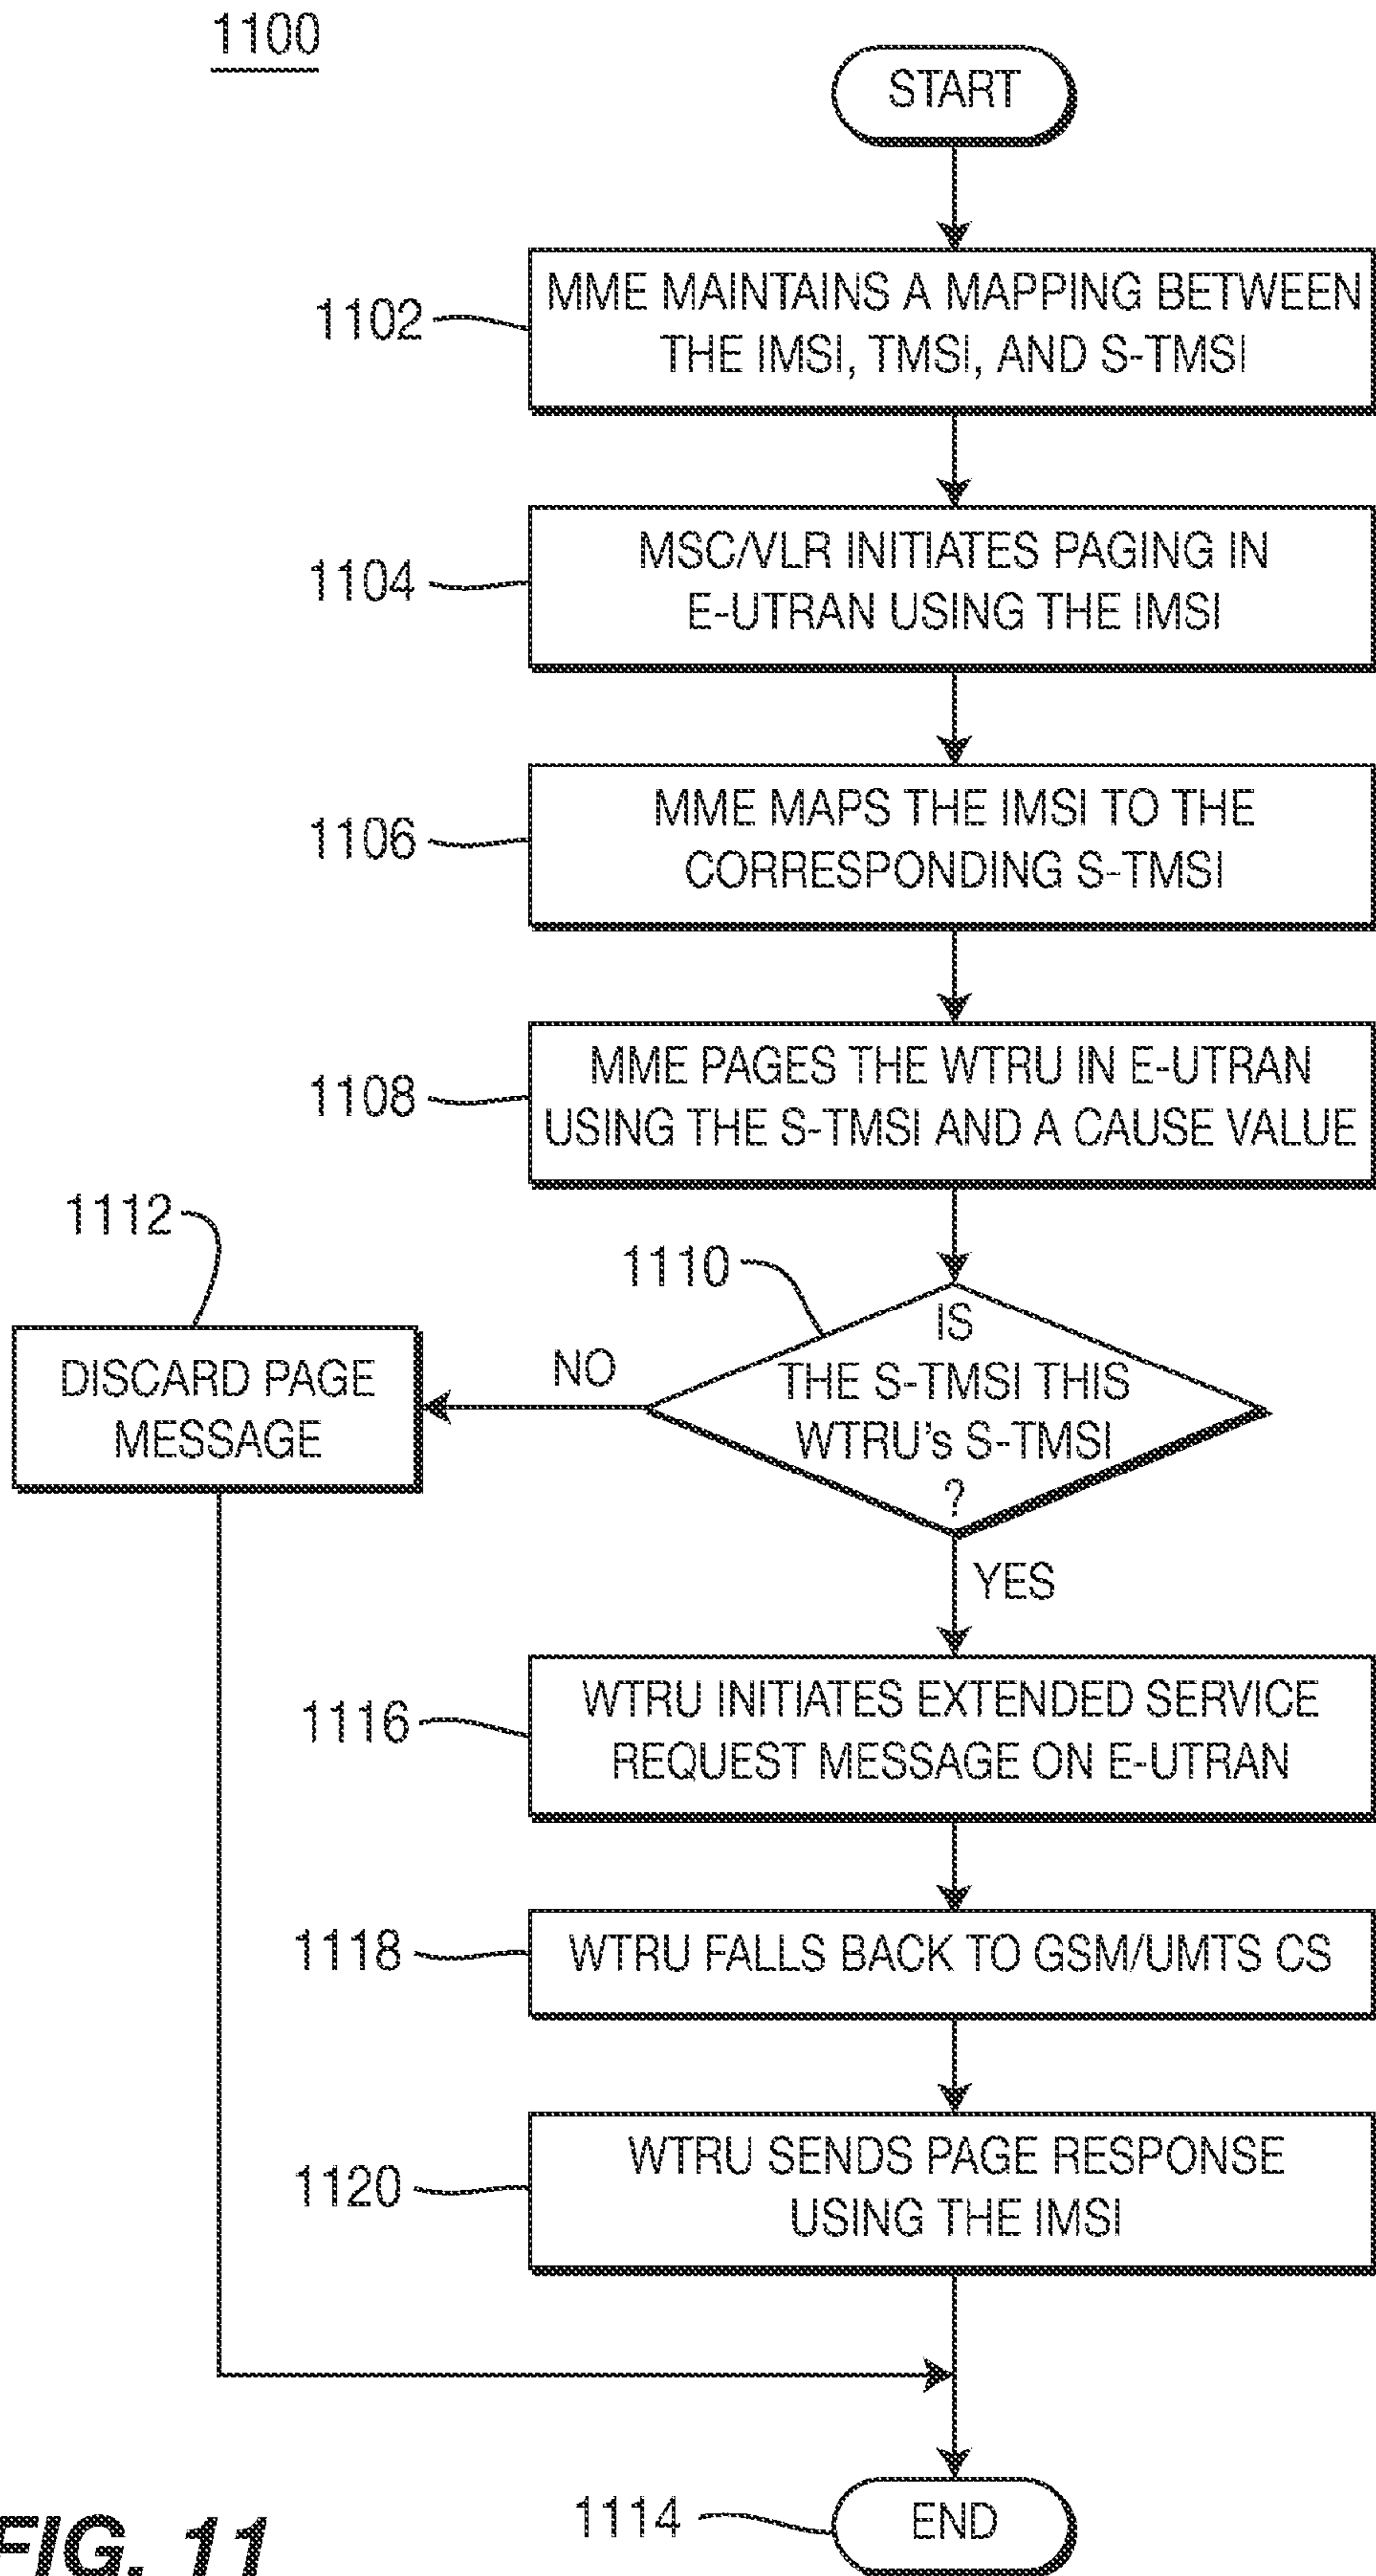 1100
START
1102
MME MAINTAINS A MAPPING BETWEEN
THE IMSI, TMSI, AND S-TMSI
1104
MSC/VLR INITIATES PAGING IN
E-UTRAN USING THE IMSI
1106
MME MAPS THE IMSI TO THE
CORRESPONDING S-TMSI
1108
MME PAGES THE WTRU IN E-UTRAN
USING THE S-TMSI AND A CAUSE VALUE
1110
IS
THE S-TMSI THIS
WTRU's S-TMSI
?
1112
DISCARD PAGE
MESSAGE
NO
YES
1116
WTRU INITIATES EXTENDED SERVICE
REQUEST MESSAGE ON E-UTRAN
1118
WTRU FALLS BACK TO GSM/UMTS CS
1120
WTRU SENDS PAGE RESPONSE
USING THE IMSI
1114
END
FIG. 11